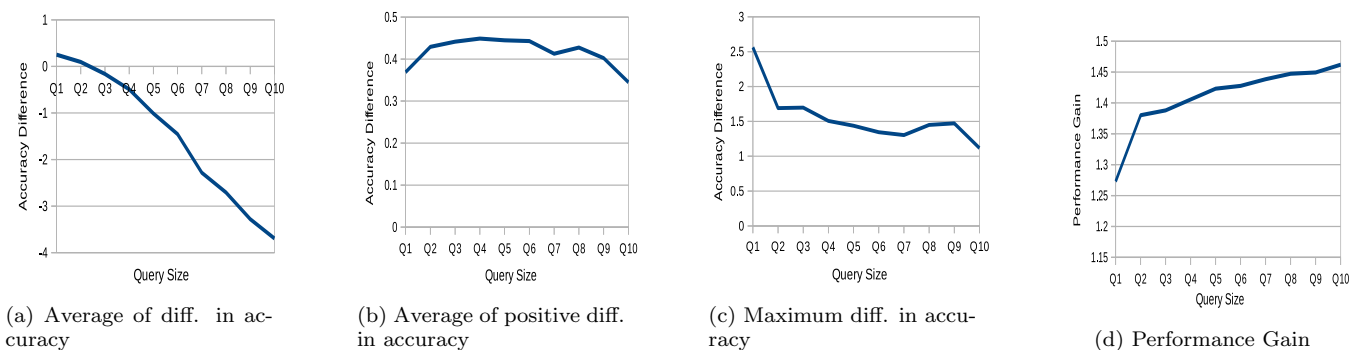 1
0
-1
-2
-3
-4
Accuracy Difference
Q1 Q2 Q3 Q4 Q5 Q6 Q7 Q8 Q9 Q10
Query Size
(a) Average of diff. in ac-
curacy
0.5
0.4
0.3
0.2
0.1
0
Accuracy Difference
Q1 Q2 Q3 Q4 Q5 Q6 Q7 Q8 Q9 Q10
Query Size
(b) Average of positive diff.
in accuracy
3
2.5
2
1.5
1
0.5
0
Accuracy Difference
Q1 Q2 Q3 Q4 Q5 Q6 Q7 Q8 Q9 Q10
Query Size
(c) Maximum diff. in accu-
racy
1.5
1.45
1.4
1.35
1.3
1.25
1.2
1.15
Performance Gain
Q1 Q2 Q3 Q4 Q5 Q6 Q7 Q8 Q9 Q10
Query Size
(d) Performance Gain